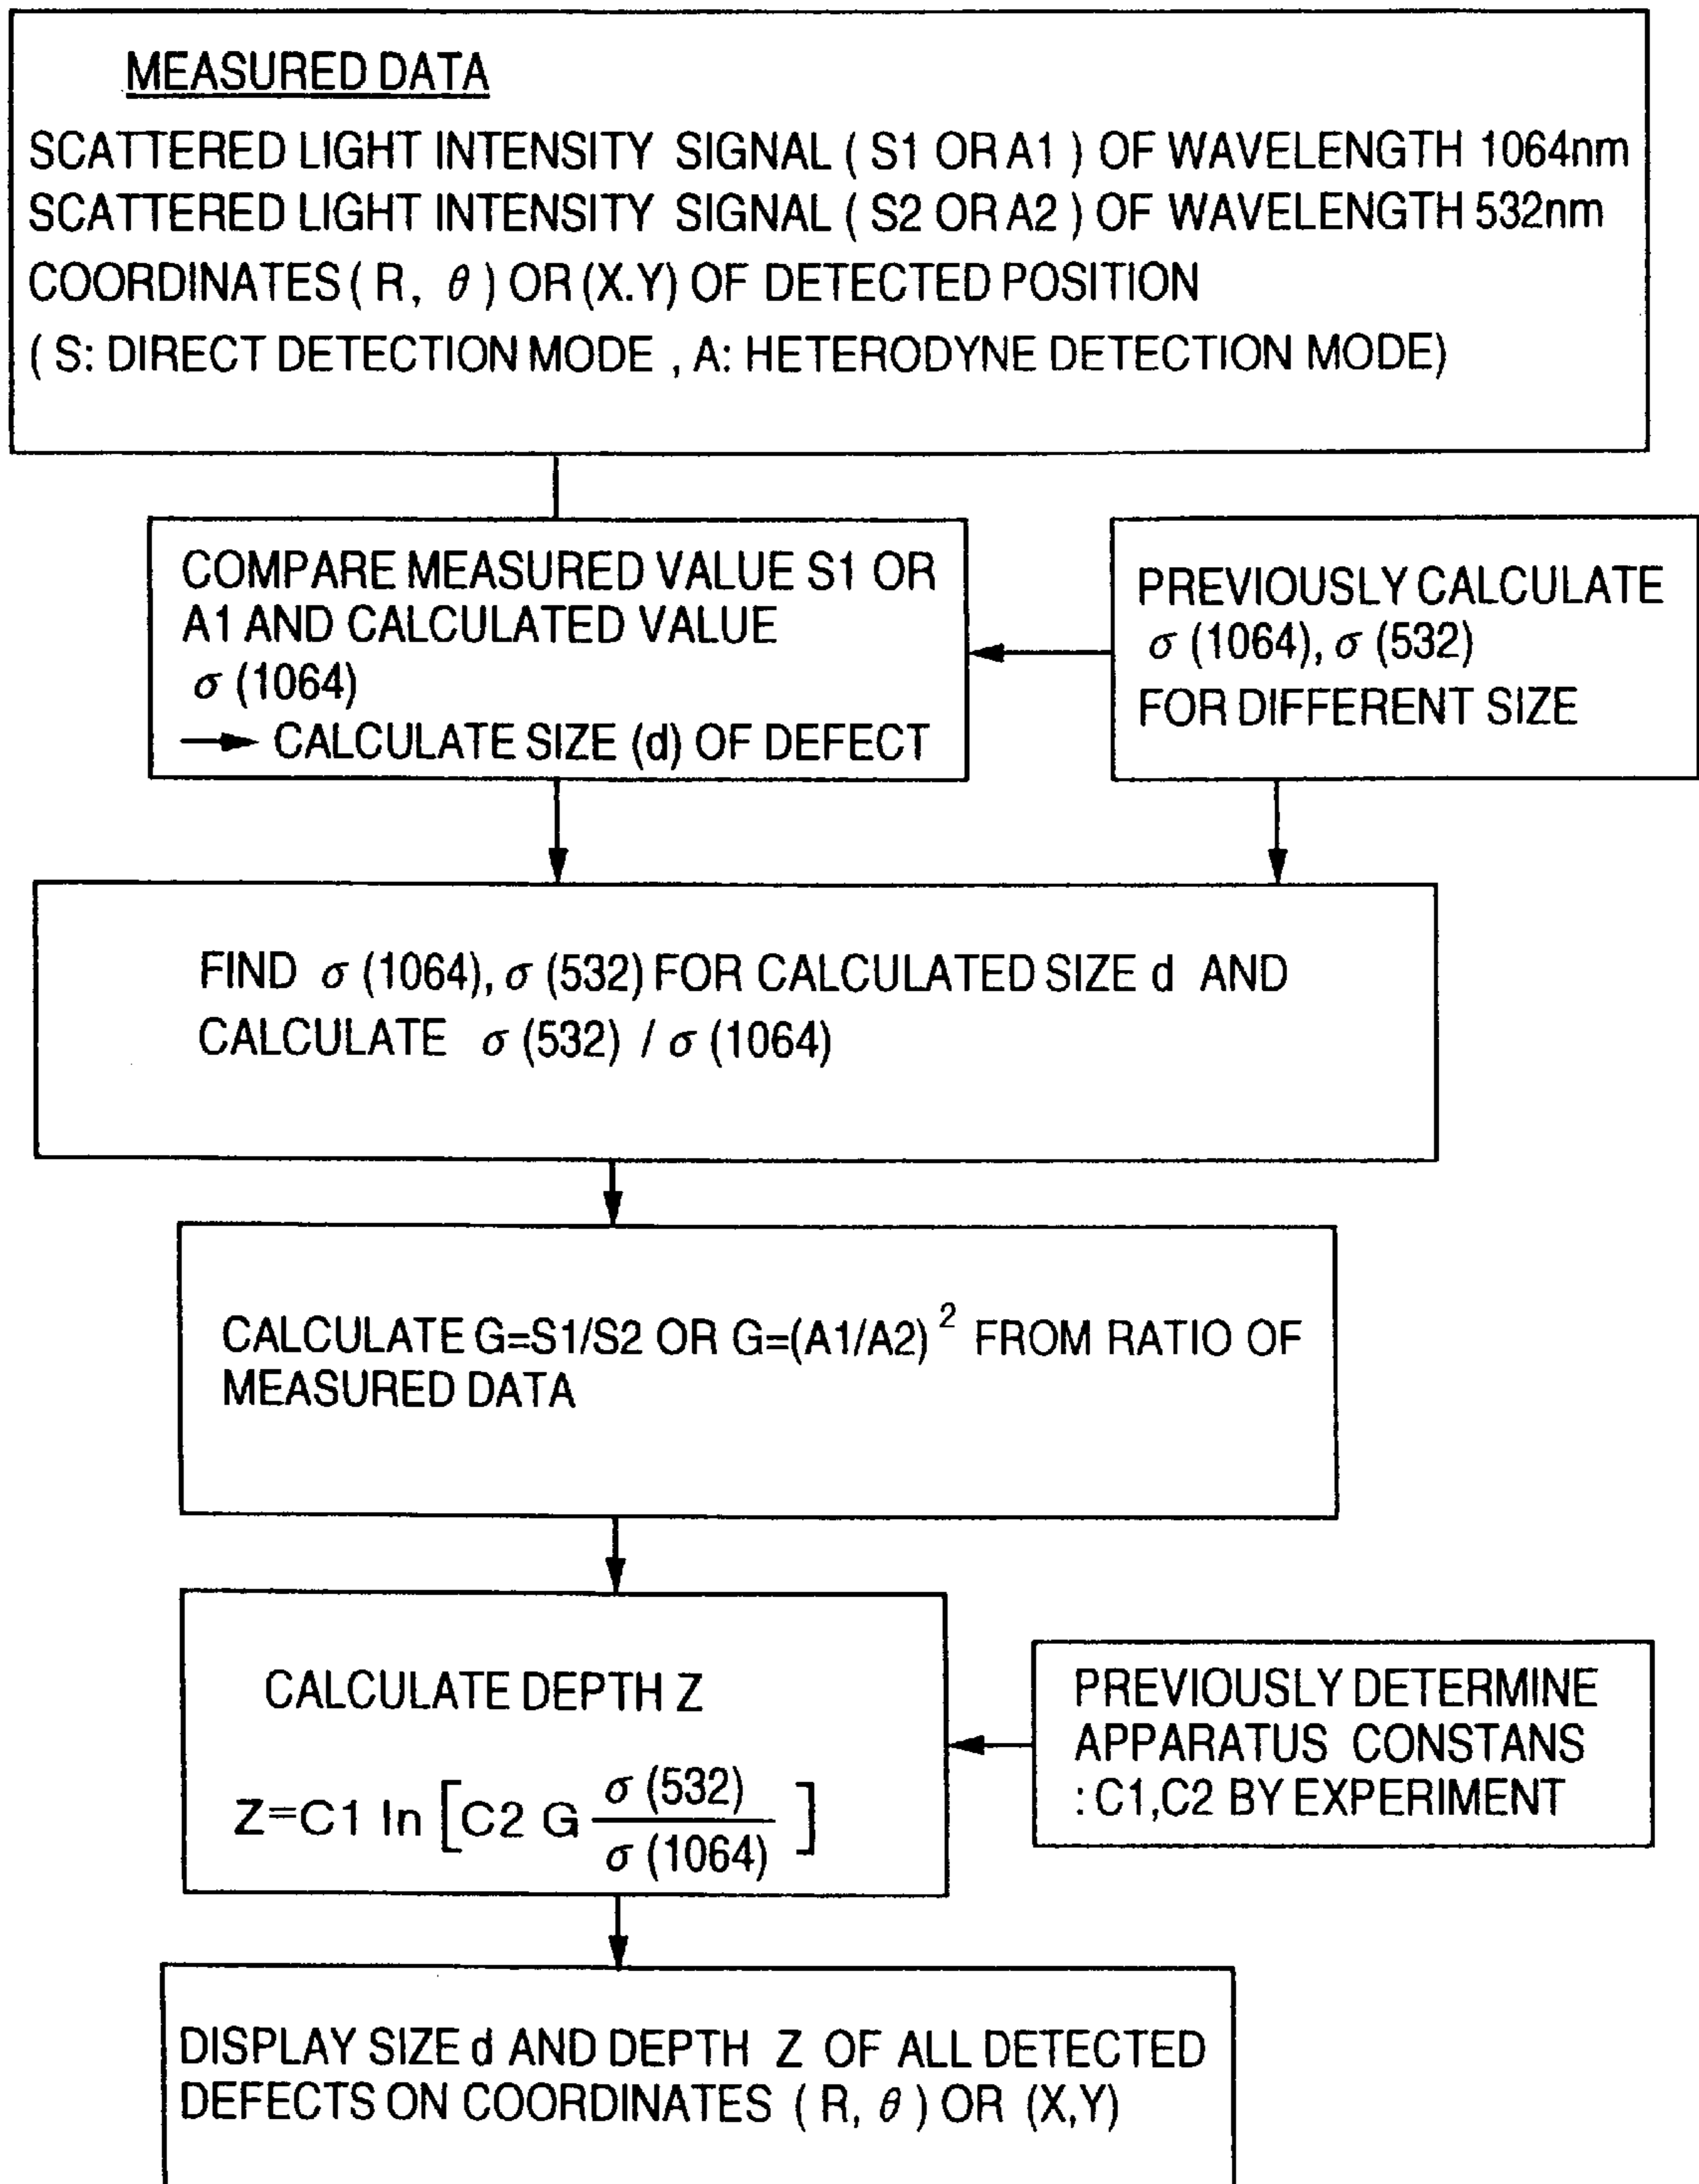 MEASURED DATA
SCATTERED LIGHT INTENSITY SIGNAL ( S1 OR A1 ) OF WAVELENGTH 1064nm
SCATTERED LIGHT INTENSITY SIGNAL ( S2 OR A2 ) OF WAVELENGTH 532nm
COORDINATES ( R, θ ) OR (X.Y) OF DETECTED POSITION
( S: DIRECT DETECTION MODE , A: HETERODYNE DETECTION MODE)
COMPARE MEASURED VALUE S1 OR
A1 AND CALCULATED VALUE
σ (1064)
→ CALCULATE SIZE (d) OF DEFECT
PREVIOUSLY CALCULATE
σ (1064), σ (532)
FOR DIFFERENT SIZE
FIND σ (1064), σ (532) FOR CALCULATED SIZE d AND
CALCULATE σ (532) / σ (1064)
CALCULATE G=S1/S2 OR G=(A1/A2)² FROM RATIO OF
MEASURED DATA
CALCULATE DEPTH Z
Z=C1 ln [C2 G σ (532) / σ (1064) ]
PREVIOUSLY DETERMINE
APPARATUS CONSTANS
: C1,C2 BY EXPERIMENT
DISPLAY SIZE d AND DEPTH Z OF ALL DETECTED
DEFECTS ON COORDINATES ( R, θ ) OR (X,Y)